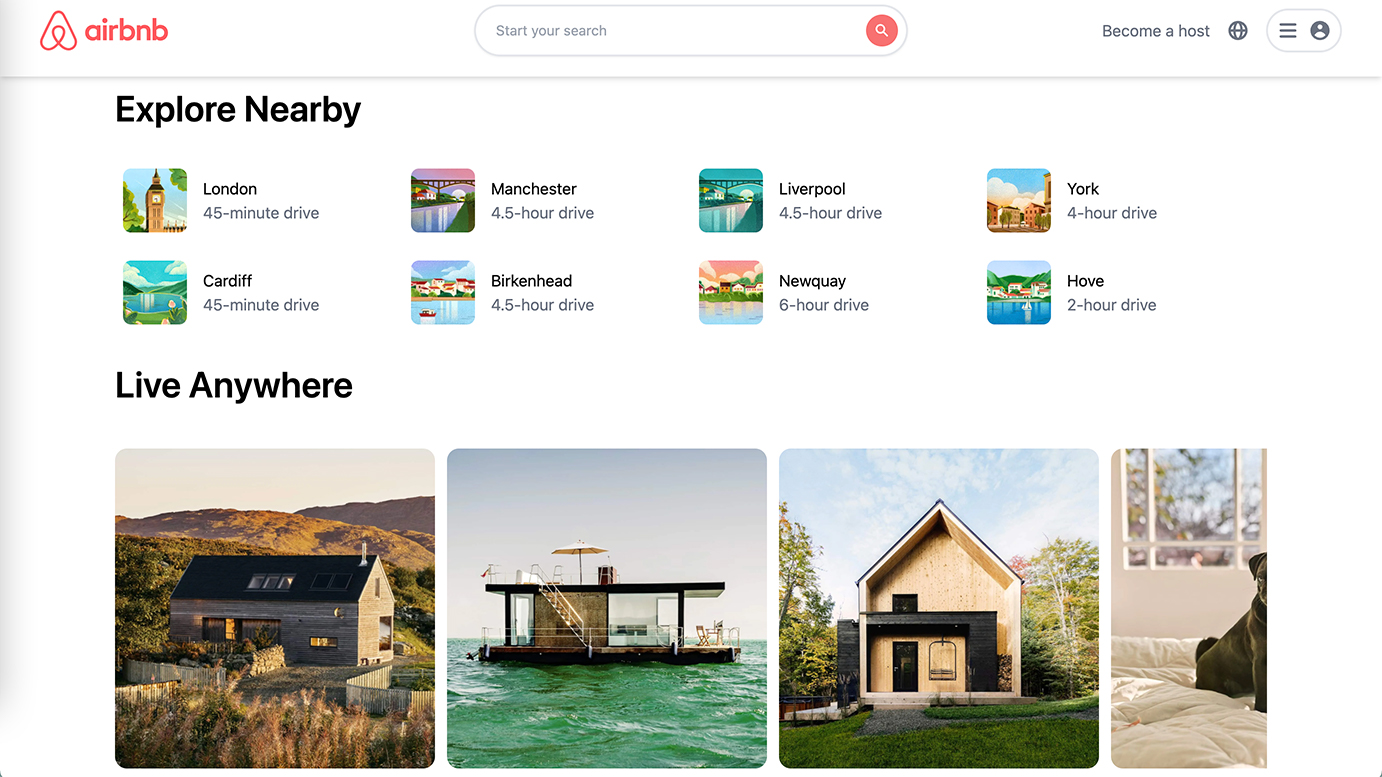 airbnb
Start your search
Become a host
Explore Nearby
London
45-minute drive
Manchester
4.5-hour drive
Liverpool
4.5-hour drive
York
4-hour drive
Cardiff
45-minute drive
Birkenhead
4.5-hour drive
Newquay
6-hour drive
Hove
2-hour drive
Live Anywhere